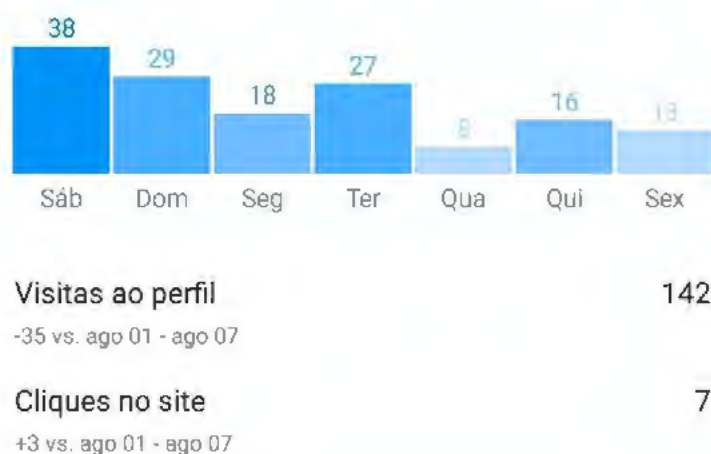 38
29
18
27
8
16
13
Sáb Dom Seg Ter Qua Qui Sex
Visitas ao perfil 142
-35 vs. ago 01 - ago 07
Cliques no site 7
+3 vs. ago 01 - ago 07